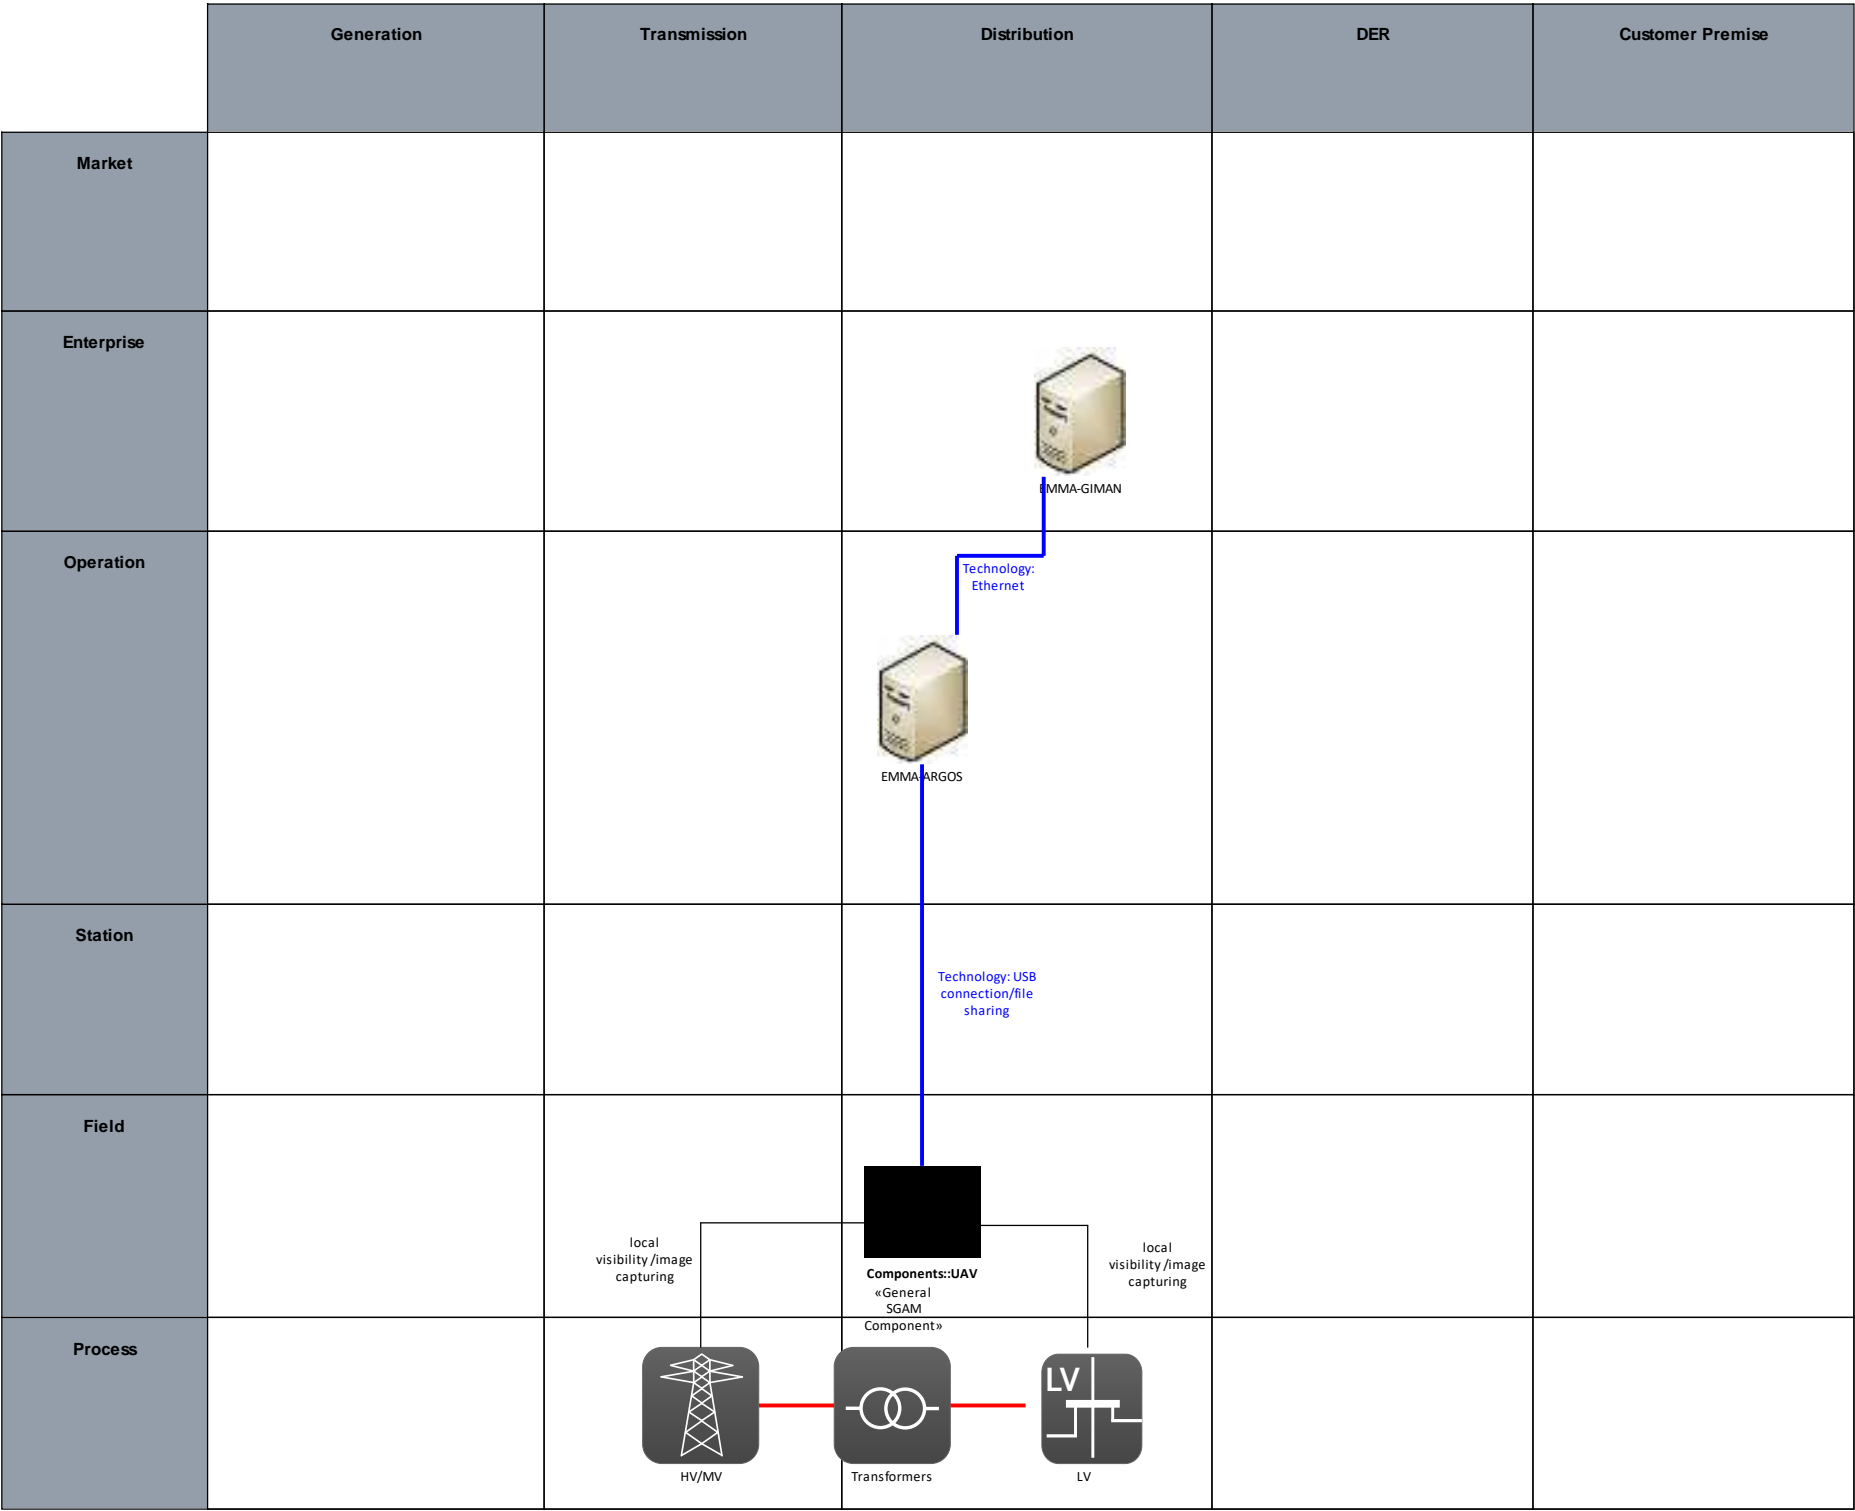 Generation
Transmission
Distribution
DER
Customer Premise
Market
Enterprise
EMMA-GIMAN
Operation
Technology:
Ethernet
EMMA-ARGOS
Station
Technology: USB
connection/file
sharing
Field
local
visibility/image
capturing
local
visibility/image
capturing
Components::UAV
«General
SGAM
Component»
Process
LV
HV/MV
Transformers
LV